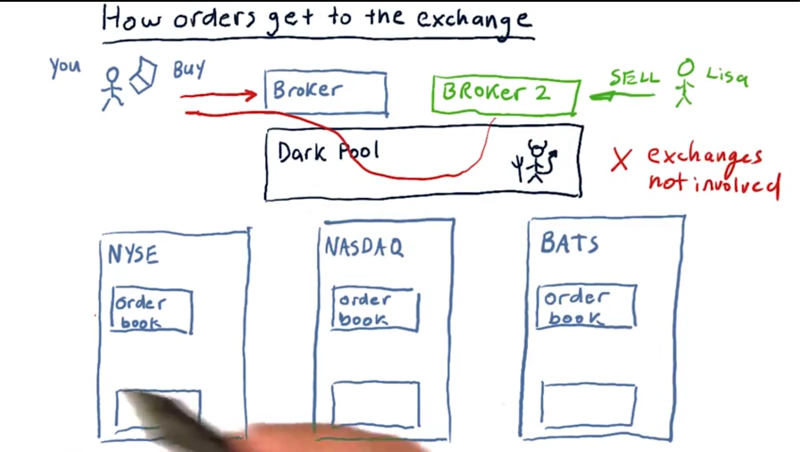 How orders get to the exchange
You
BUY
Broker
BROKER 2
SELL
Lisa
Dark Pool
X exchanges
not involved
NYSE
order
book
NASDAQ
order
book
BATS
order
book